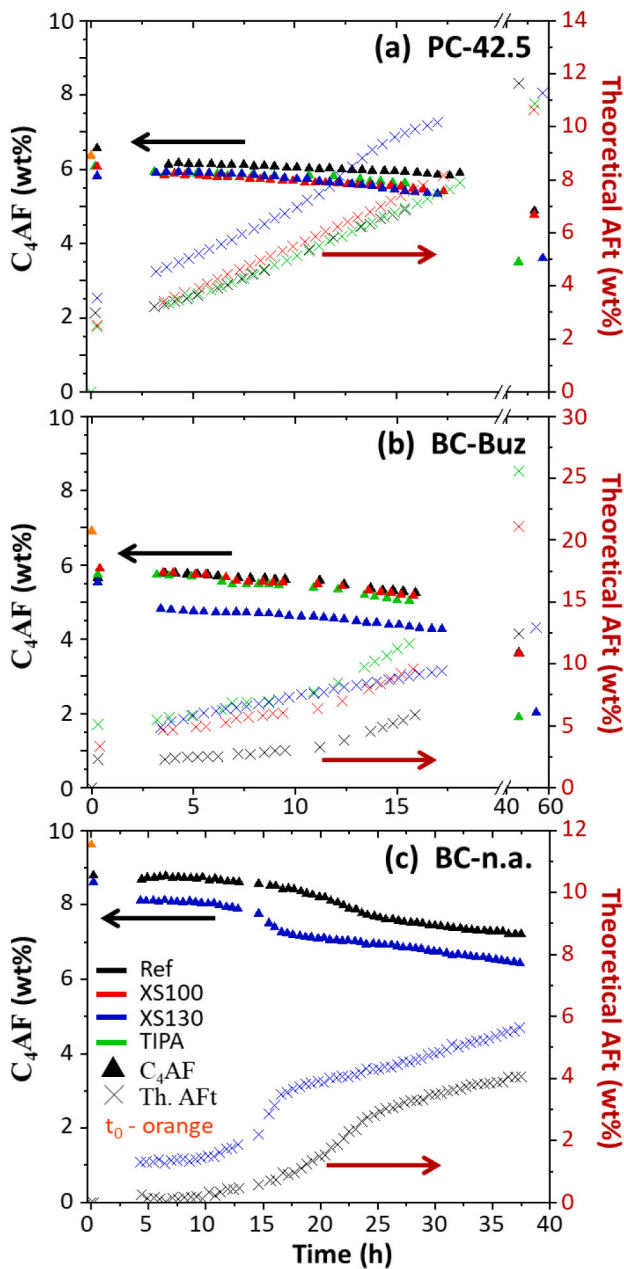 (a) PC-42.5
C₄AF (wt%)
10
8
6
4
2
0
Theoretical AFt (wt%)
14
12
10
8
6
4
2
0
(b) BC-Buz
C₄AF (wt%)
10
8
6
4
2
0
Theoretical AFt (wt%)
30
25
20
15
10
5
0
0 5 10 15 40 60
(c) BC-n.a.
C₄AF (wt%)
10
8
6
4
2
0
Theoretical AFt (wt%)
12
10
8
6
4
2
0
Ref
XS100
XS130
TIPA
C₄AF
Th. AFt
t₀ - orange
0 5 10 15 20 25 30 35 40
Time (h)